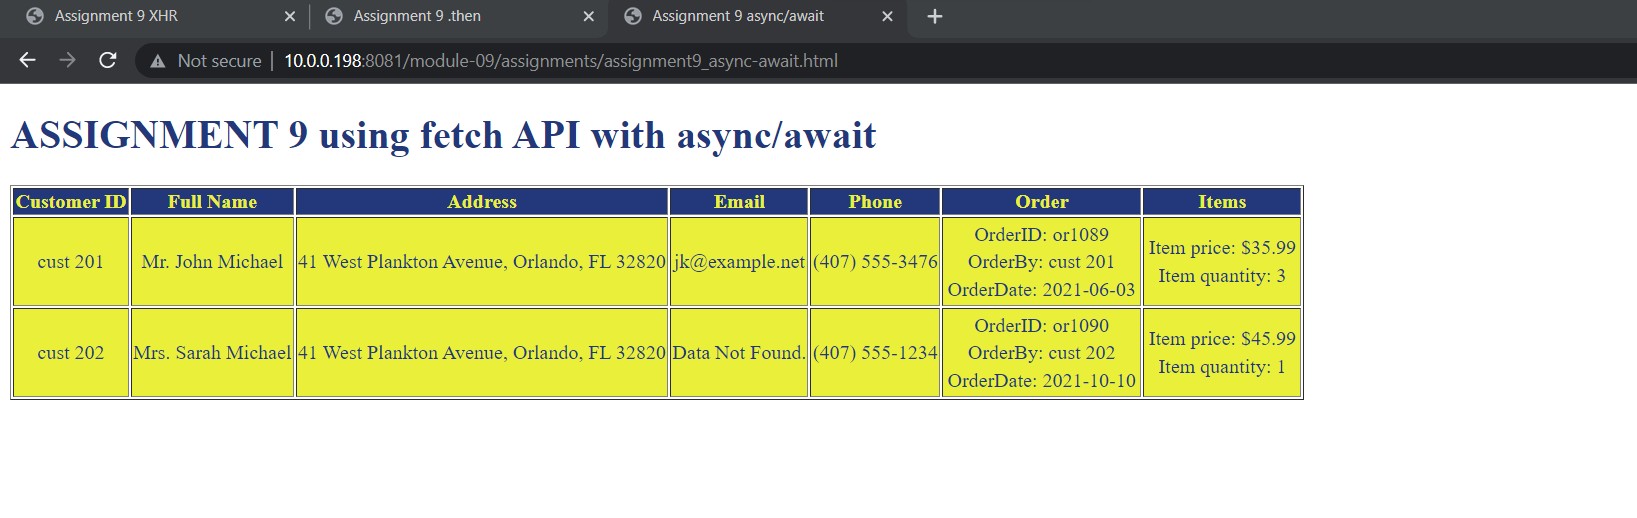 Assignment 9 XHR
Assignment 9 .then
Assignment 9 async/await
Not secure | 10.0.0.198:8081/module-09/assignments/assignment9_async-await.html
ASSIGNMENT 9 using fetch API with async/await
Customer ID Full Name Address Email Phone Order Items
cust 201 Mr. John Michael 41 West Plankton Avenue, Orlando, FL 32820 jk@example.net (407) 555-3476
OrderID: or1089
OrderBy: cust 201
OrderDate: 2021-06-03
Item price: $35.99
Item quantity: 3
cust 202 Mrs. Sarah Michael 41 West Plankton Avenue, Orlando, FL 32820 Data Not Found. (407) 555-1234
OrderID: or1090
OrderBy: cust 202
OrderDate: 2021-10-10
Item price: $45.99
Item quantity: 1